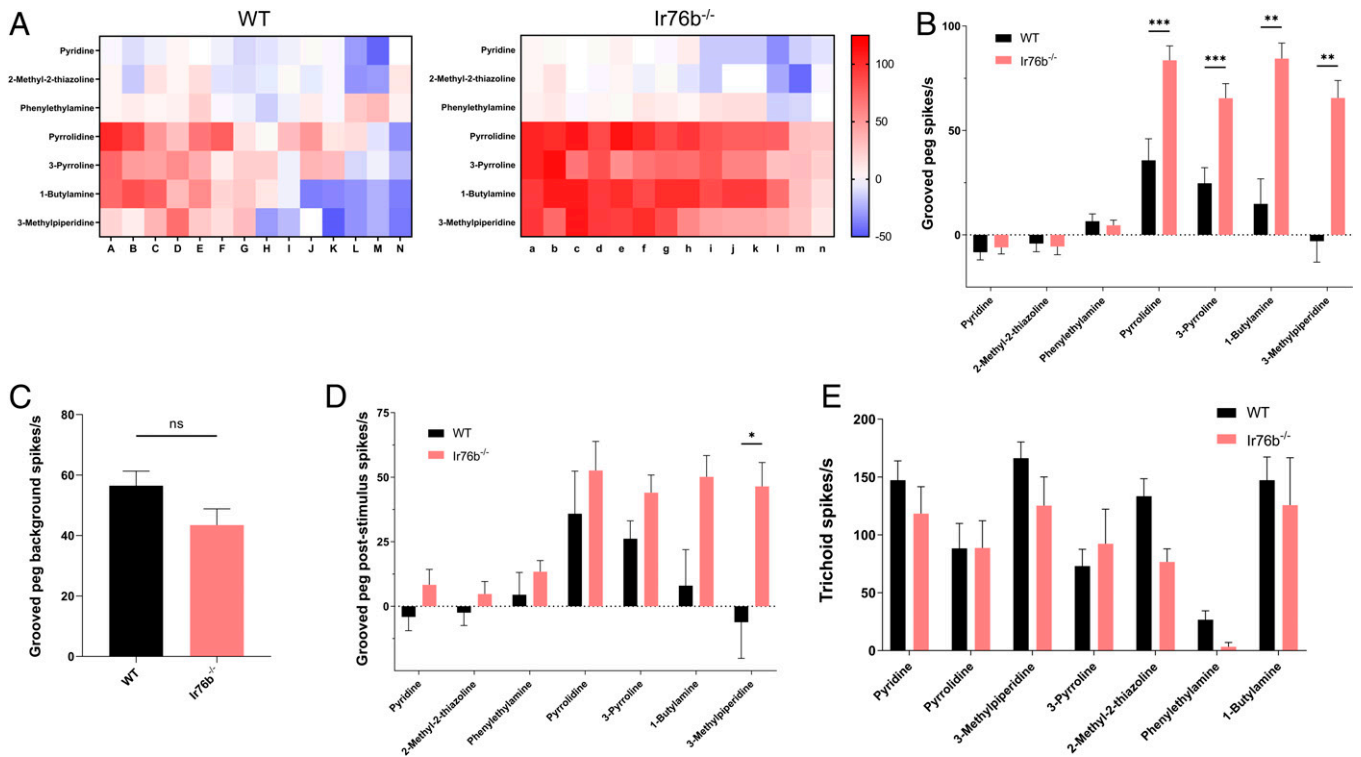 A
WT
Ir76b-/-
Pyridine
2-Methyl-2-thiazoline
Phenylethylamine
Pyrrolidine
3-Pyrroline
1-Butylamine
3-Methylpiperidine
A B C D E F G H I J K L M N
Pyridine
2-Methyl-2-thiazoline
Phenylethylamine
Pyrrolidine
3-Pyrroline
1-Butylamine
3-Methylpiperidine
a b c d e f g h i j k l m n
100
50
0
-50
B
Grooved peg spikes/s
100
50
0
WT
Ir76b-/-
***
***
**
**
Pyridine
2-Methyl-2-thiazoline
Phenylethylamine
Pyrrolidine
3-Pyrroline
1-Butylamine
3-Methylpiperidine
C
Grooved peg background spikes/s
80
60
40
20
0
ns
WT
Ir76b-/-
D
Grooved peg post-stimulus spikes/s
75
50
25
0
WT
Ir76b-/-
*
Pyridine
2-Methyl-2-thiazoline
Phenylethylamine
Pyrrolidine
3-Pyrroline
1-Butylamine
3-Methylpiperidine
E
Trichoid spikes/s
200
150
100
50
0
WT
Ir76b-/-
Pyridine
Pyrrolidine
3-Methylpiperidine
3-Pyrroline
2-Methyl-2-thiazoline
Phenylethylamine
1-Butylamine